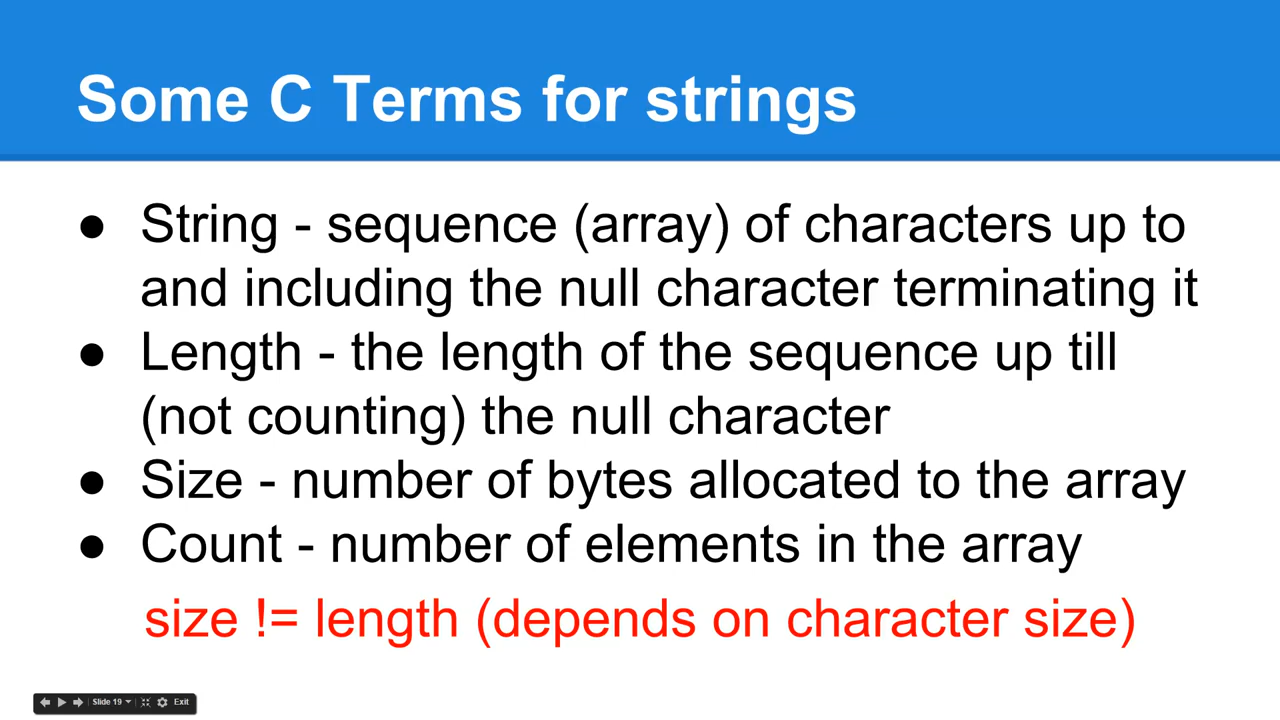 Some C Terms for strings
● String - sequence (array) of characters up to
and including the null character terminating it
● Length - the length of the sequence up till
(not counting) the null character
● Size - number of bytes allocated to the array
● Count - number of elements in the array
size != length (depends on character size)
Slide 19 Exit